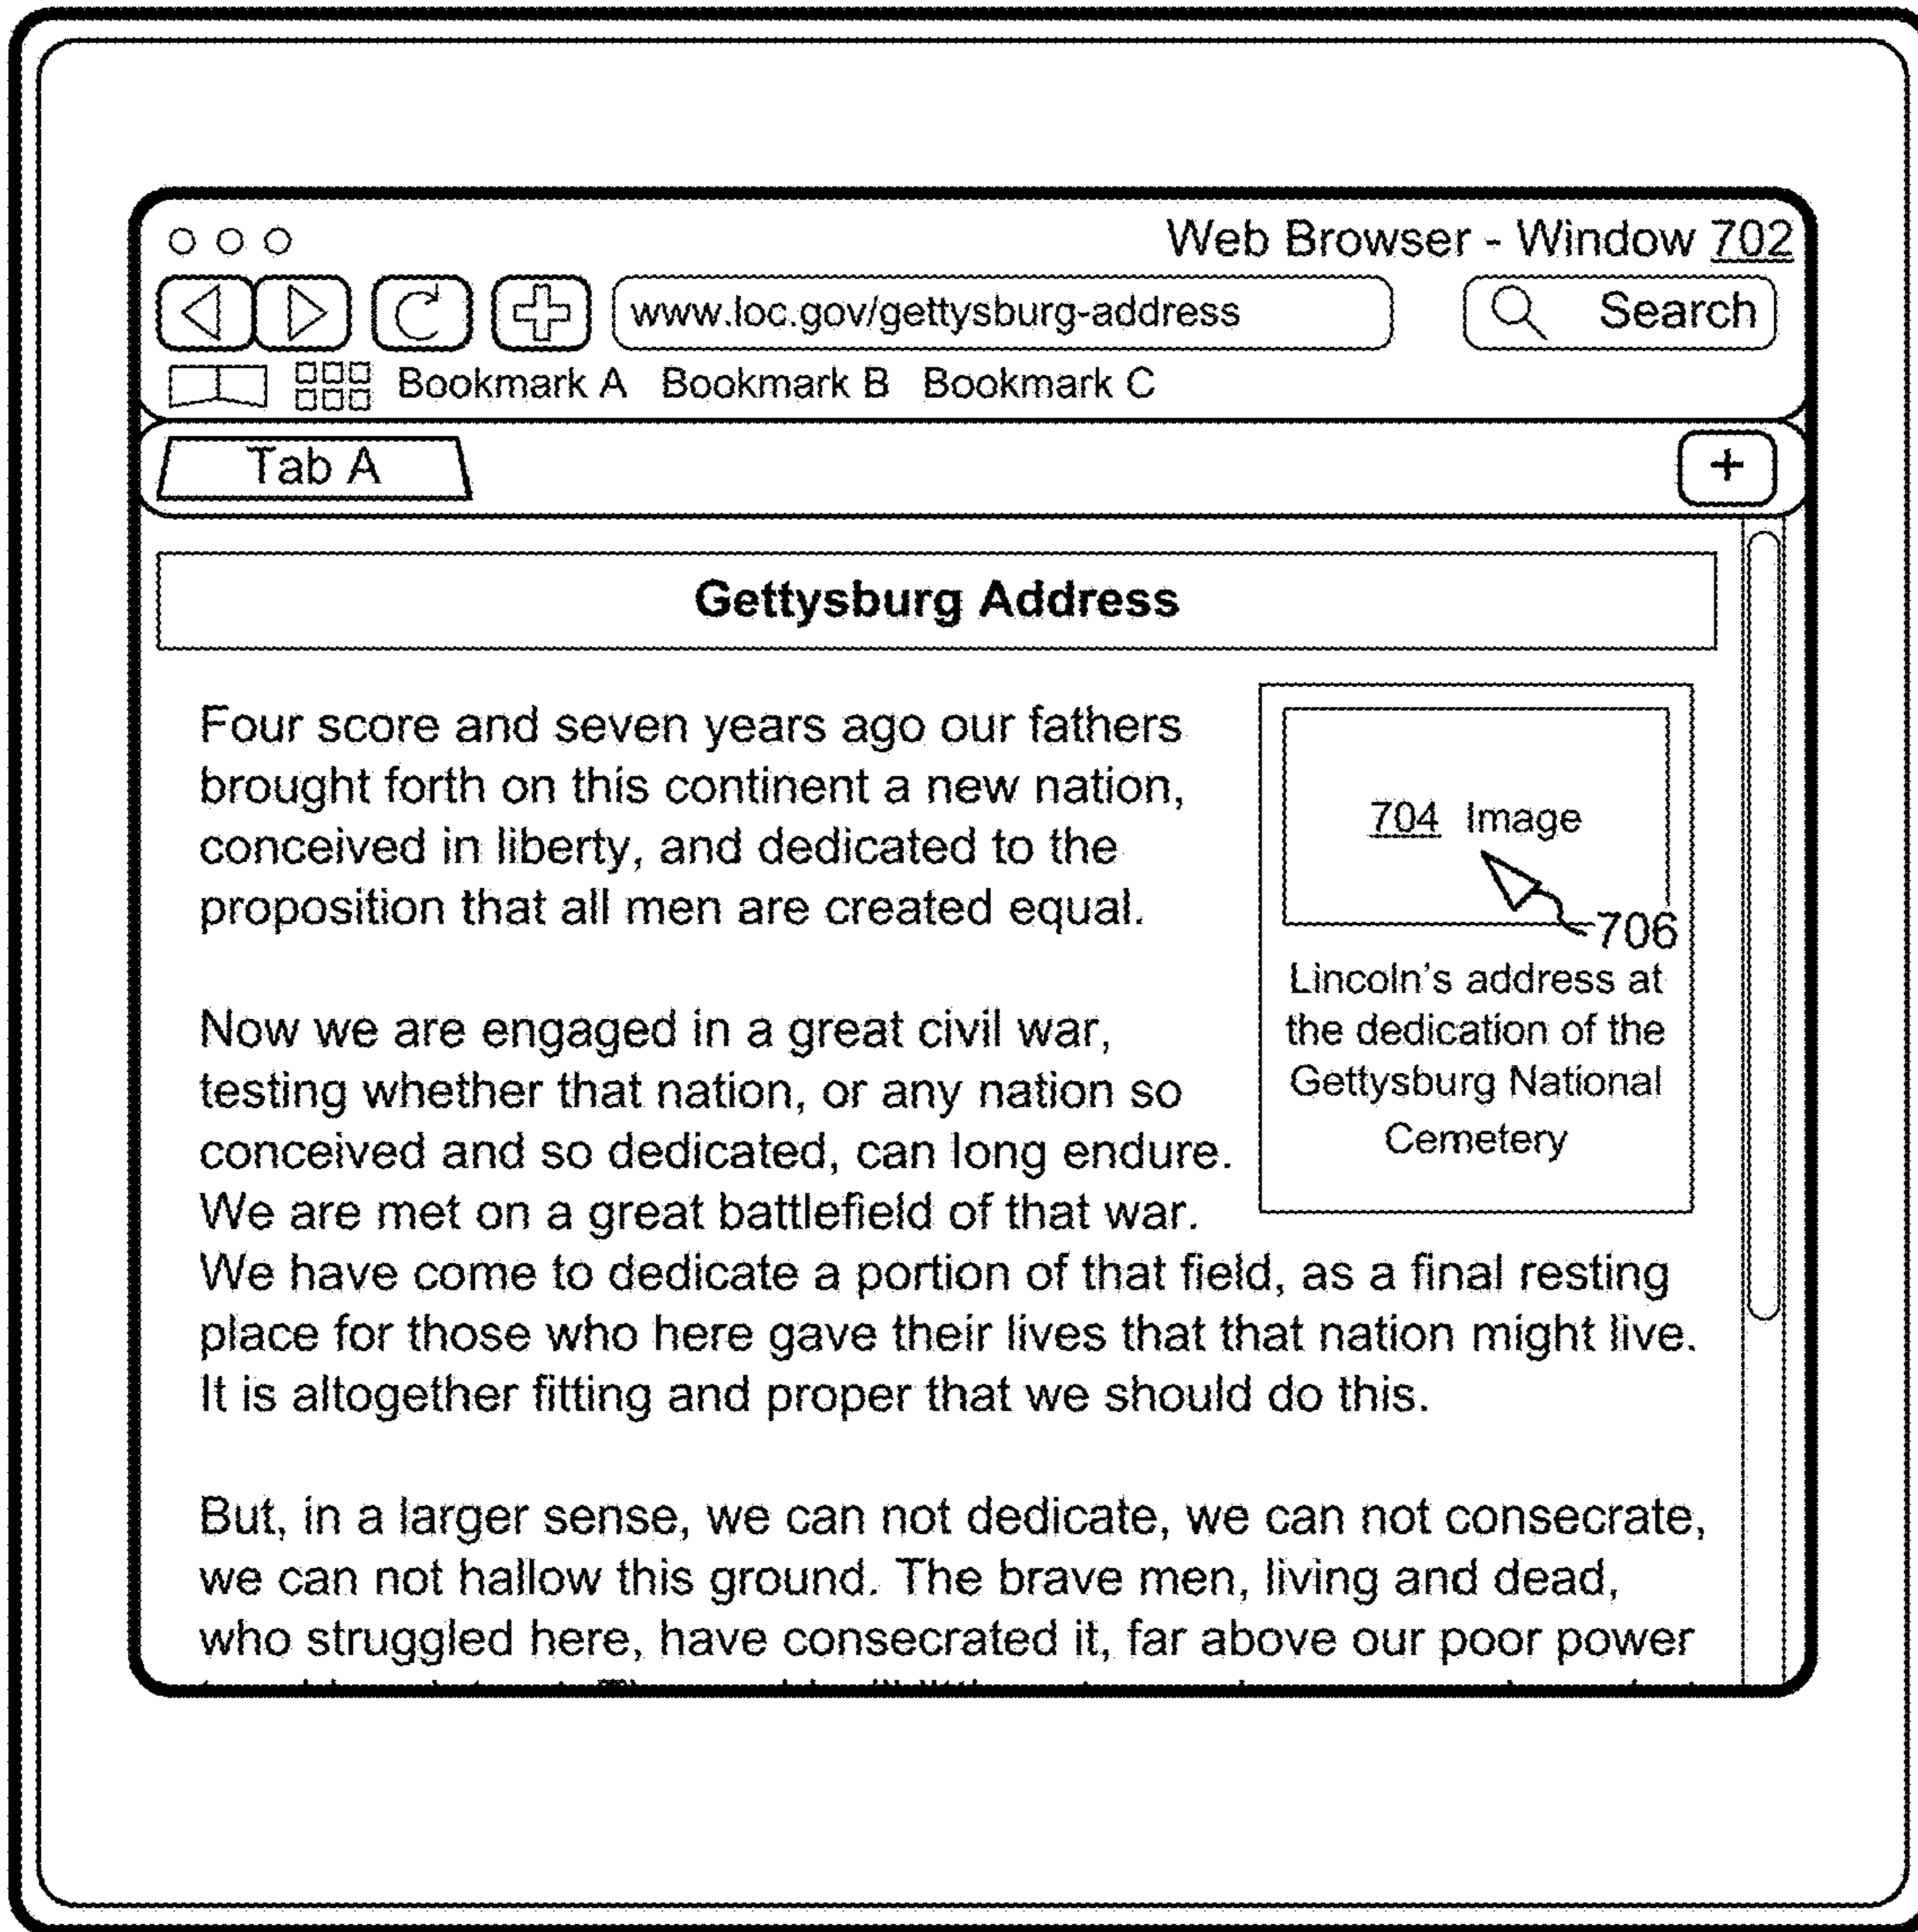 Web Browser - Window 702
www.loc.gov/gettysburg-address
Search
Bookmark A Bookmark B Bookmark C
Tab A
+
Gettysburg Address
Four score and seven years ago our fathers
brought forth on this continent a new nation,
conceived in liberty, and dedicated to the
proposition that all men are created equal.
704 Image
706
Lincoln's address at
the dedication of the
Gettysburg National
Cemetery
Now we are engaged in a great civil war,
testing whether that nation, or any nation so
conceived and so dedicated, can long endure.
We are met on a great battlefield of that war.
We have come to dedicate a portion of that field, as a final resting
place for those who here gave their lives that that nation might live.
It is altogether fitting and proper that we should do this.
But, in a larger sense, we can not dedicate, we can not consecrate,
we can not hallow this ground. The brave men, living and dead,
who struggled here, have consecrated it, far above our poor power